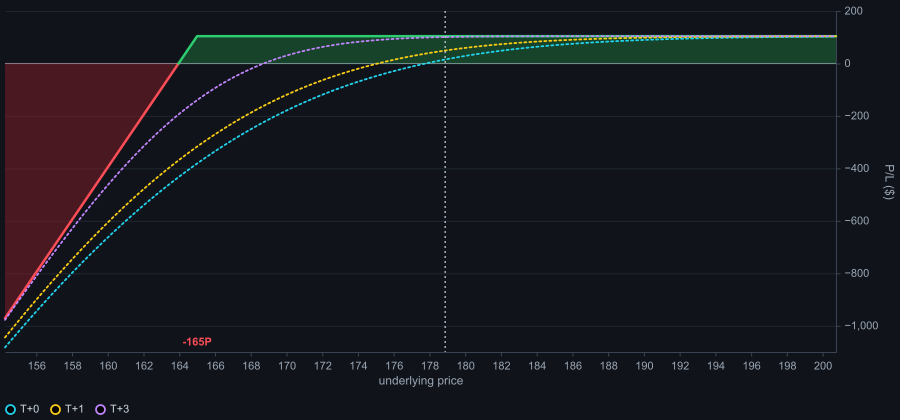 200
0
−200
−400
−600
−800
−1,000
P/L ($)
-165P
156 158 160 162 164 166 168 170 172 174 176 178 180 182 184 186 188 190 192 194 196 198 200
underlying price
T+0 T+1 T+3